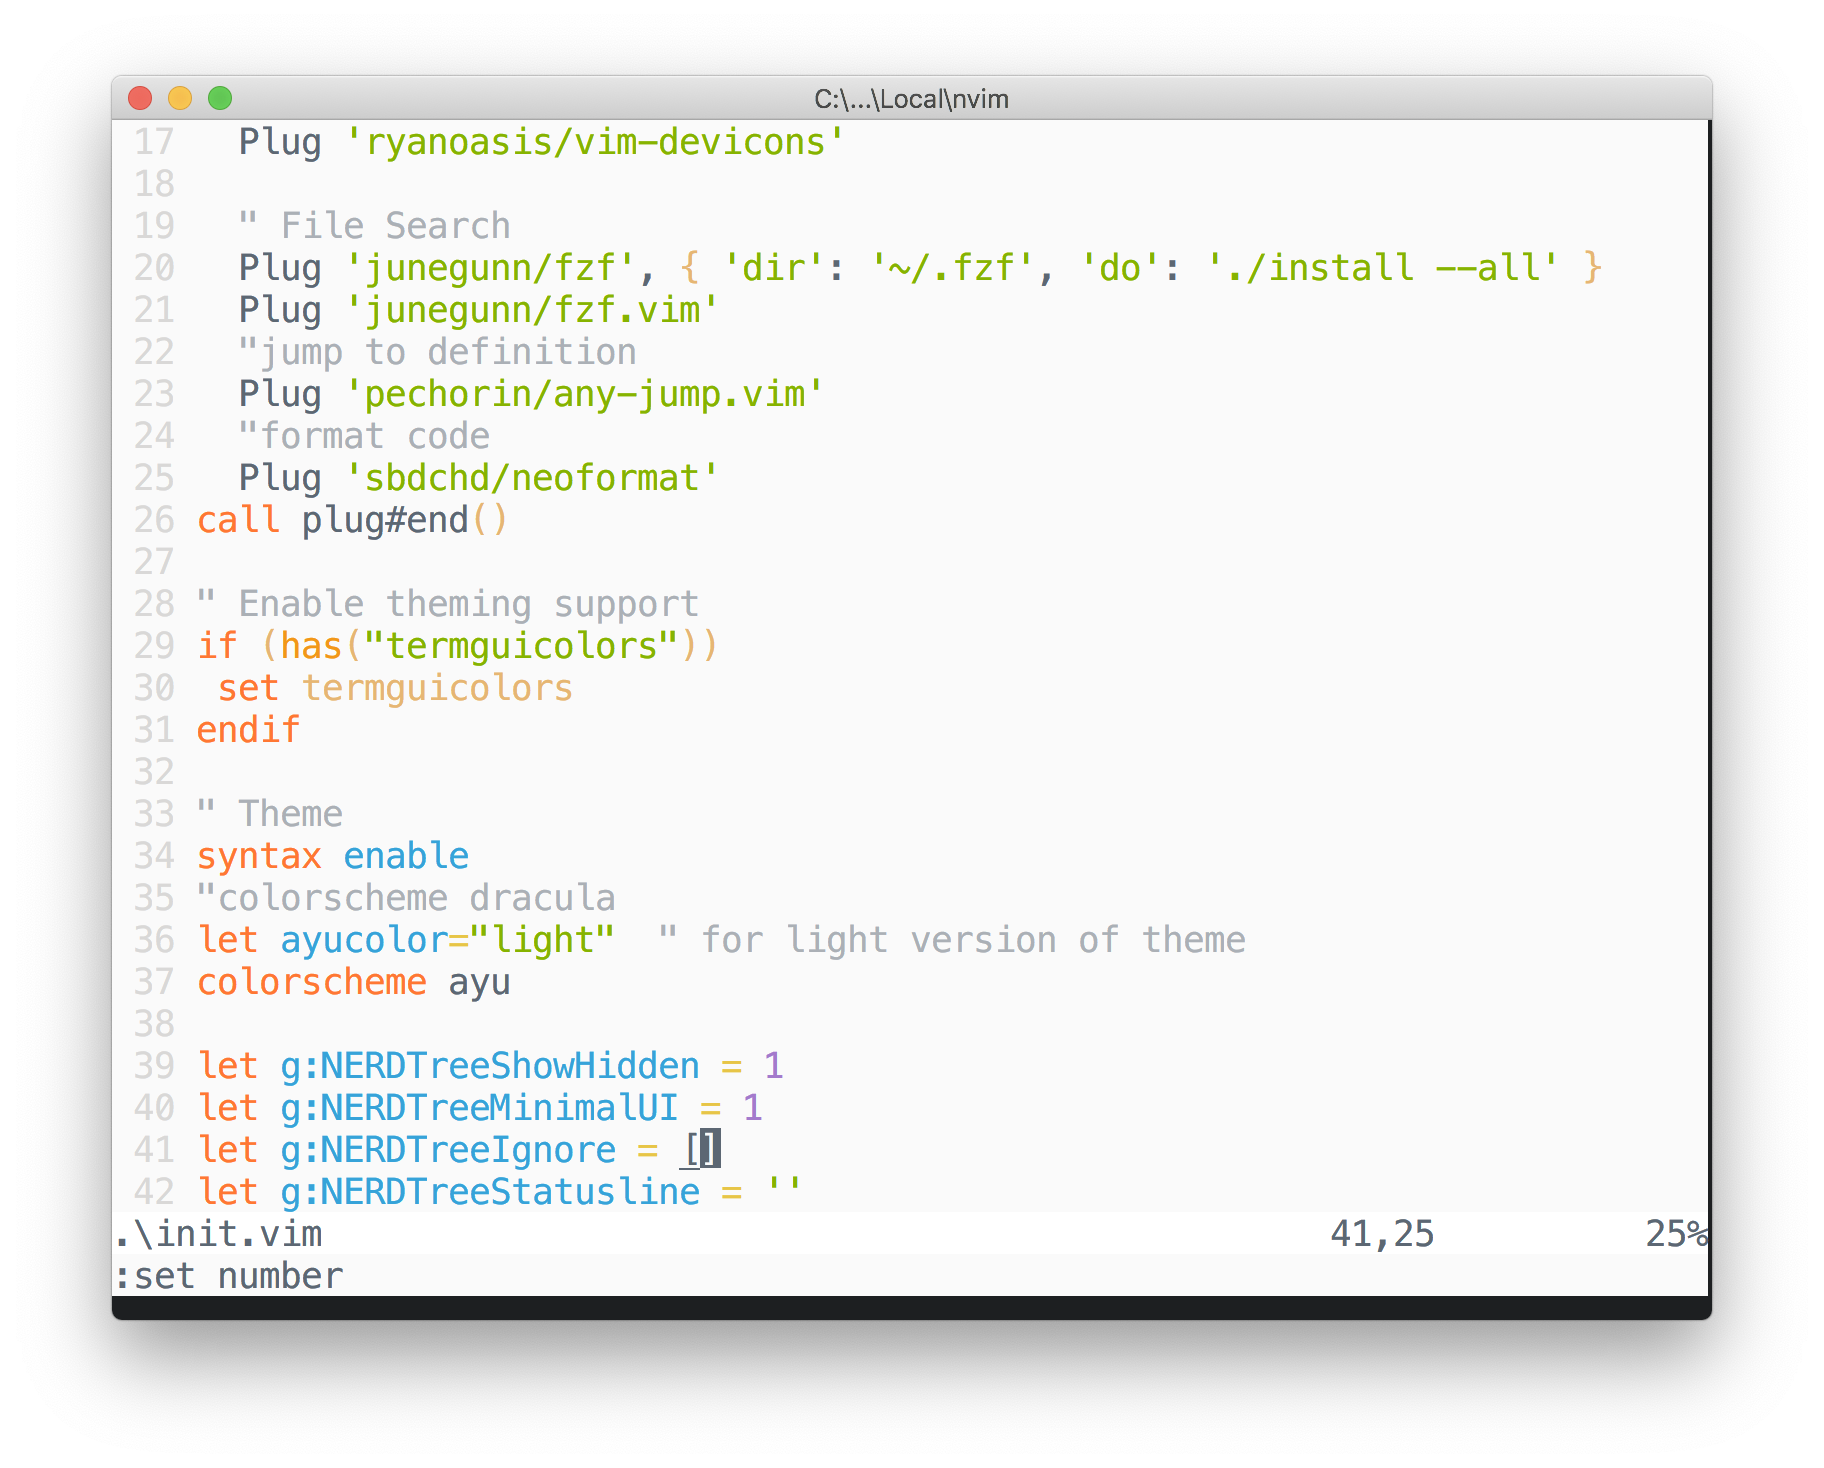 C:\...\Local\nvim
17   Plug 'ryanoasis/vim-devicons'
18
19   " File Search
20   Plug 'junegunn/fzf', { 'dir': '~/.fzf', 'do': './install --all' }
21   Plug 'junegunn/fzf.vim'
22   "jump to definition
23   Plug 'pechorin/any-jump.vim'
24   "format code
25   Plug 'sbdchd/neoformat'
26 call plug#end()
27
28 " Enable theming support
29 if (has("termguicolors"))
30  set termguicolors
31 endif
32
33 " Theme
34 syntax enable
35 "colorscheme dracula
36 let ayucolor="light"  " for light version of theme
37 colorscheme ayu
38
39 let g:NERDTreeShowHidden = 1
40 let g:NERDTreeMinimalUI = 1
41 let g:NERDTreeIgnore = []
42 let g:NERDTreeStatusline = ''
.\init.vim 41,25 25%
:set number